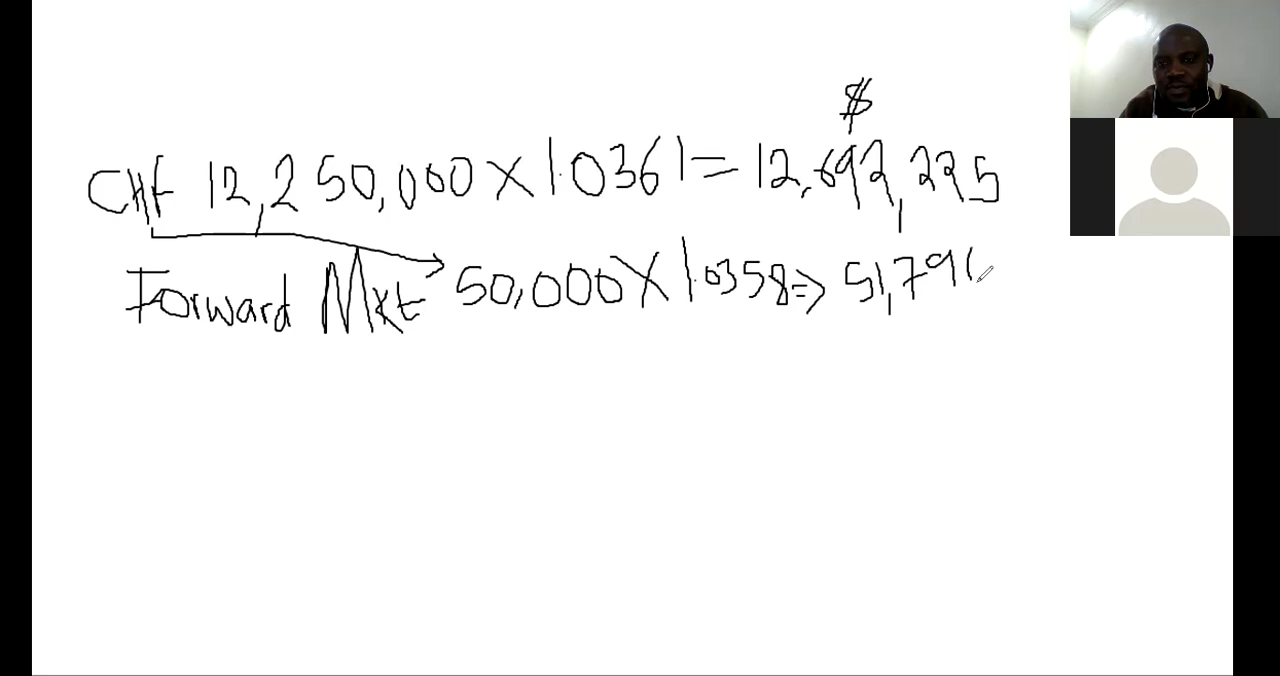 $
CHF 12,250,000 X 1.0361 = 12,692,225
Forward Mkt 50,000 X 1.0358 => 51,790